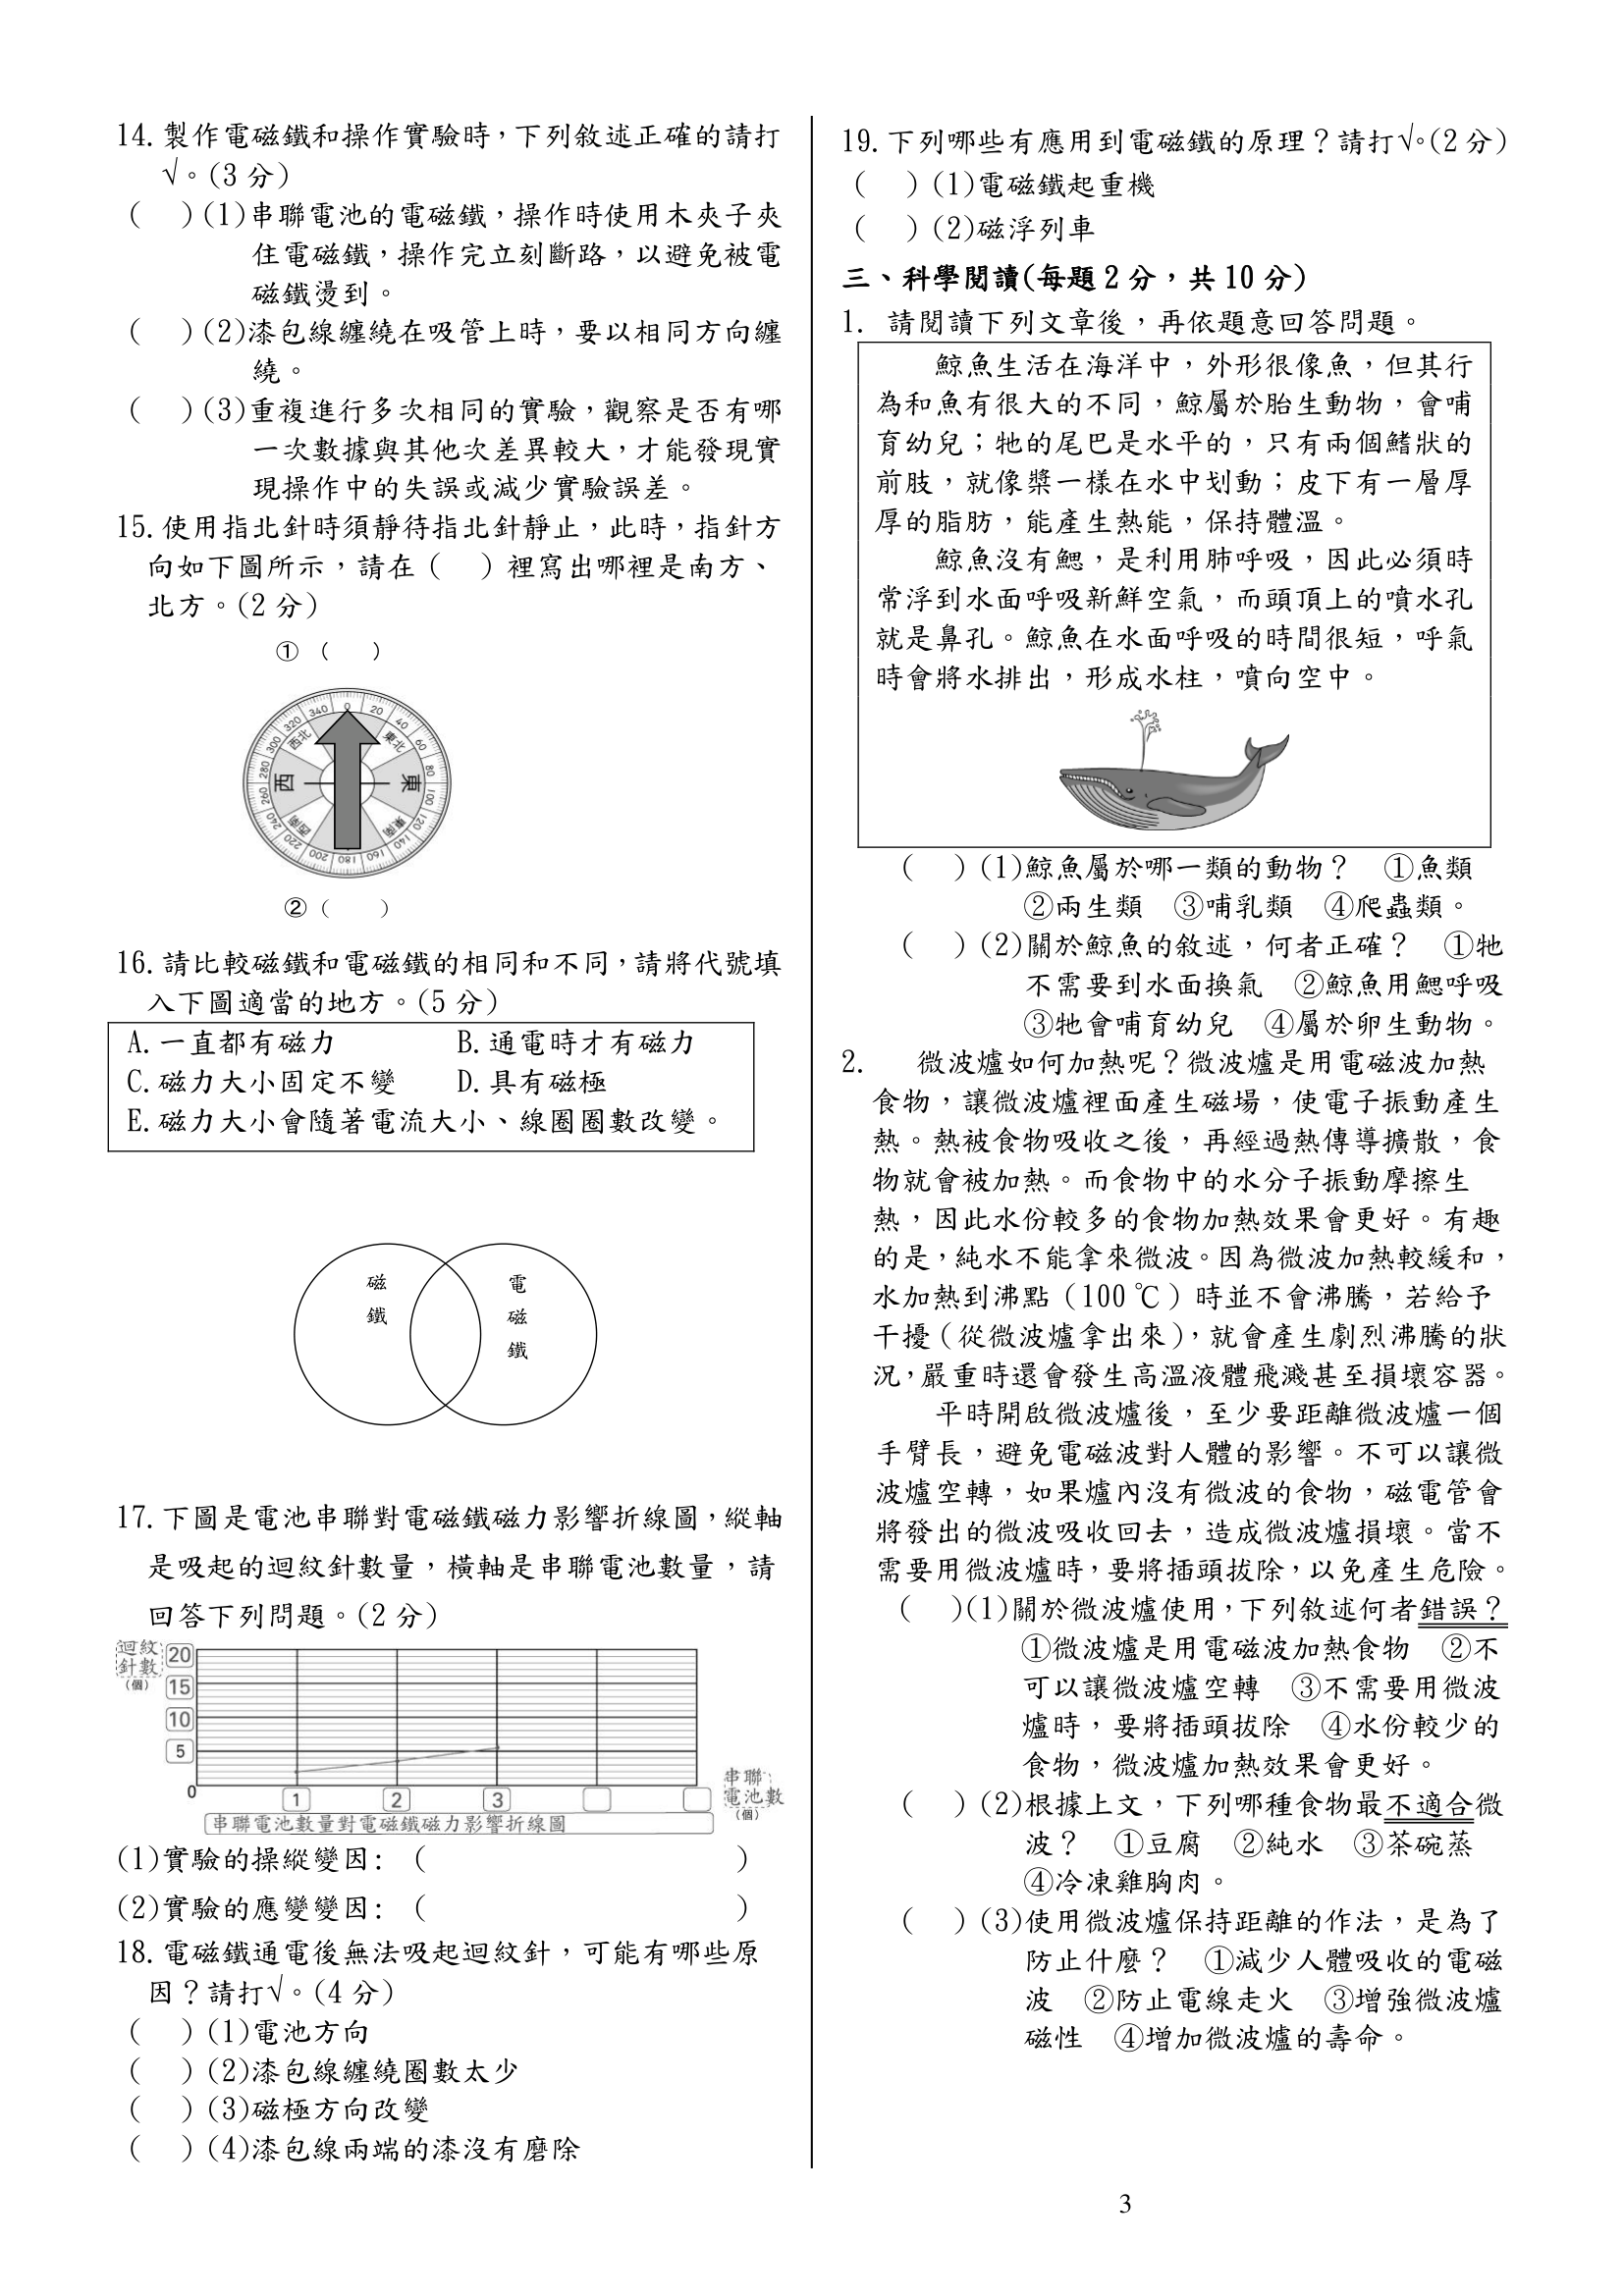 14.製作電磁鐵和操作實驗時，下列敘述正確的請打
√。(3 分)
(　)(1)串聯電池的電磁鐵，操作時使用木夾子夾
住電磁鐵，操作完立刻斷路，以避免被電
磁鐵燙到。
(　)(2)漆包線纏繞在吸管上時，要以相同方向纏
繞。
(　)(3)重複進行多次相同的實驗，觀察是否有哪
一次數據與其他次差異較大，才能發現實
現操作中的失誤或減少實驗誤差。
15.使用指北針時須靜待指北針靜止，此時，指針方
向如下圖所示，請在（　）裡寫出哪裡是南方、
北方。(2 分)
①（　）
0 20 40 60 80 100 120 140 160 180 200 220 240 260 280 300 320 340
西北 東北
西 東
西南 東南
②（　）
16.請比較磁鐵和電磁鐵的相同和不同，請將代號填
入下圖適當的地方。(5 分)
A.一直都有磁力　B.通電時才有磁力
C.磁力大小固定不變　D.具有磁極
E.磁力大小會隨著電流大小、線圈圈數改變。
磁鐵
電磁鐵
17.下圖是電池串聯對電磁鐵磁力影響折線圖，縱軸
是吸起的迴紋針數量，橫軸是串聯電池數量，請
回答下列問題。(2 分)
迴紋
針數
(個)
20
15
10
5
0
1 2 3
串聯
電池數
(個)
串聯電池數量對電磁鐵磁力影響折線圖
(1)實驗的操縱變因：（　）
(2)實驗的應變變因：（　）
18.電磁鐵通電後無法吸起迴紋針，可能有哪些原
因？請打√。(4 分)
(　)(1)電池方向
(　)(2)漆包線纏繞圈數太少
(　)(3)磁極方向改變
(　)(4)漆包線兩端的漆沒有磨除
19.下列哪些有應用到電磁鐵的原理？請打√。(2 分)
(　)(1)電磁鐵起重機
(　)(2)磁浮列車
三、科學閱讀(每題 2 分，共 10 分)
1. 請閱讀下列文章後，再依題意回答問題。
鯨魚生活在海洋中，外形很像魚，但其行
為和魚有很大的不同，鯨屬於胎生動物，會哺
育幼兒；牠的尾巴是水平的，只有兩個鰭狀的
前肢，就像槳一樣在水中划動；皮下有一層厚
厚的脂肪，能產生熱能，保持體溫。
鯨魚沒有鰓，是利用肺呼吸，因此必須時
常浮到水面呼吸新鮮空氣，而頭頂上的噴水孔
就是鼻孔。鯨魚在水面呼吸的時間很短，呼氣
時會將水排出，形成水柱，噴向空中。
(　)(1)鯨魚屬於哪一類的動物？　①魚類
②兩生類　③哺乳類　④爬蟲類。
(　)(2)關於鯨魚的敘述，何者正確？　①牠
不需要到水面換氣　②鯨魚用鰓呼吸
③牠會哺育幼兒　④屬於卵生動物。
2.　微波爐如何加熱呢？微波爐是用電磁波加熱
食物，讓微波爐裡面產生磁場，使電子振動產生
熱。熱被食物吸收之後，再經過熱傳導擴散，食
物就會被加熱。而食物中的水分子振動摩擦生
熱，因此水份較多的食物加熱效果會更好。有趣
的是，純水不能拿來微波。因為微波加熱較緩和，
水加熱到沸點（100℃）時並不會沸騰，若給予
干擾（從微波爐拿出來），就會產生劇烈沸騰的狀
況，嚴重時還會發生高溫液體飛濺甚至損壞容器。
平時開啟微波爐後，至少要距離微波爐一個
手臂長，避免電磁波對人體的影響。不可以讓微
波爐空轉，如果爐內沒有微波的食物，磁電管會
將發出的微波吸收回去，造成微波爐損壞。當不
需要用微波爐時，要將插頭拔除，以免產生危險。
(　)(1)關於微波爐使用，下列敘述何者錯誤？
①微波爐是用電磁波加熱食物　②不
可以讓微波爐空轉　③不需要用微波
爐時，要將插頭拔除　④水份較少的
食物，微波爐加熱效果會更好。
(　)(2)根據上文，下列哪種食物最不適合微
波？　①豆腐　②純水　③茶碗蒸
④冷凍雞胸肉。
(　)(3)使用微波爐保持距離的作法，是為了
防止什麼？　①減少人體吸收的電磁
波　②防止電線走火　③增強微波爐
磁性　④增加微波爐的壽命。
3